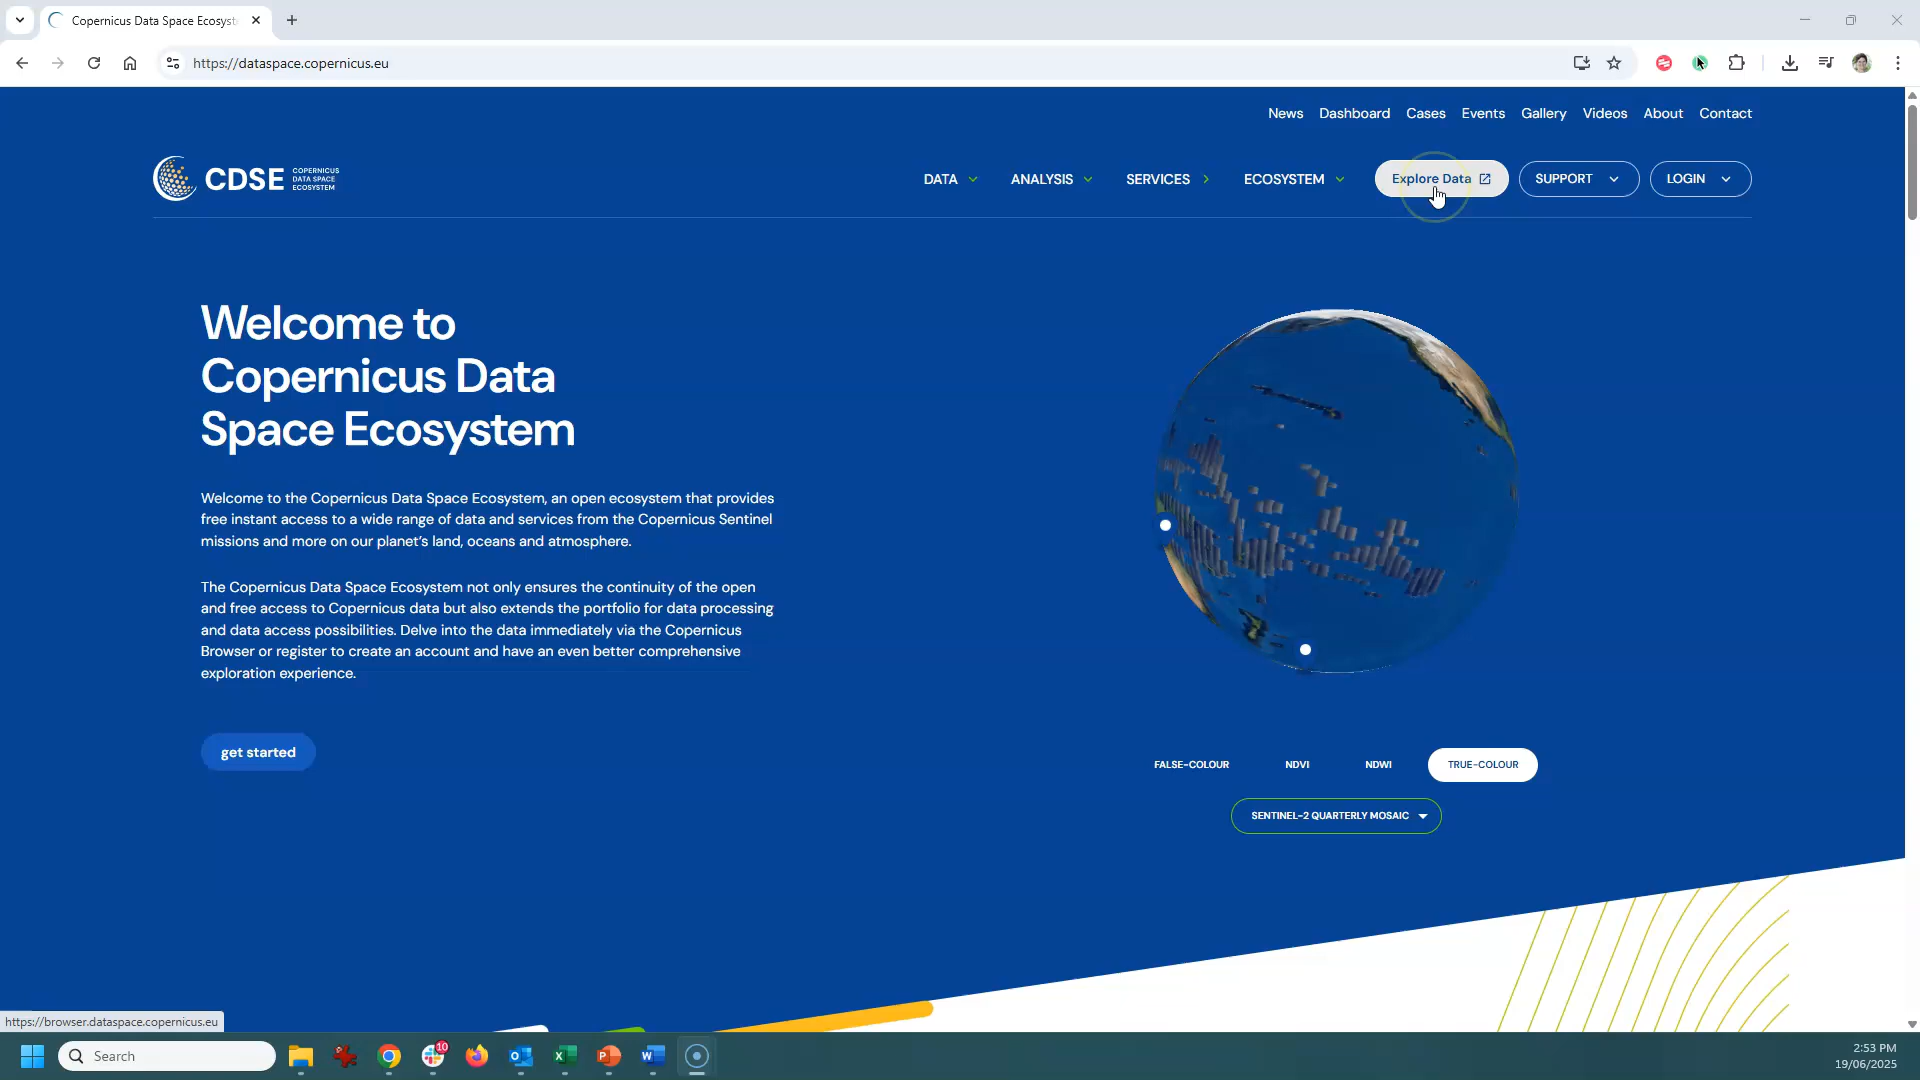 Copernicus Data Space Ecosyst
https://dataspace.copernicus.eu
News Dashboard Cases Events Gallery Videos About Contact
CDSE COPERNICUS DATA SPACE ECOSYSTEM
DATA ANALYSIS SERVICES ECOSYSTEM Explore Data SUPPORT LOGIN
Welcome to
Copernicus Data
Space Ecosystem
Welcome to the Copernicus Data Space Ecosystem, an open ecosystem that provides
free instant access to a wide range of data and services from the Copernicus Sentinel
missions and more on our planet’s land, oceans and atmosphere.
The Copernicus Data Space Ecosystem not only ensures the continuity of the open
and free access to Copernicus data but also extends the portfolio for data processing
and data access possibilities. Delve into the data immediately via the Copernicus
Browser or register to create an account and have an even better comprehensive
exploration experience.
get started
FALSE-COLOUR NDVI NDWI TRUE-COLOUR
SENTINEL-2 QUARTERLY MOSAIC
https://browser.dataspace.copernicus.eu
Search
10
2:53 PM
19/06/2025